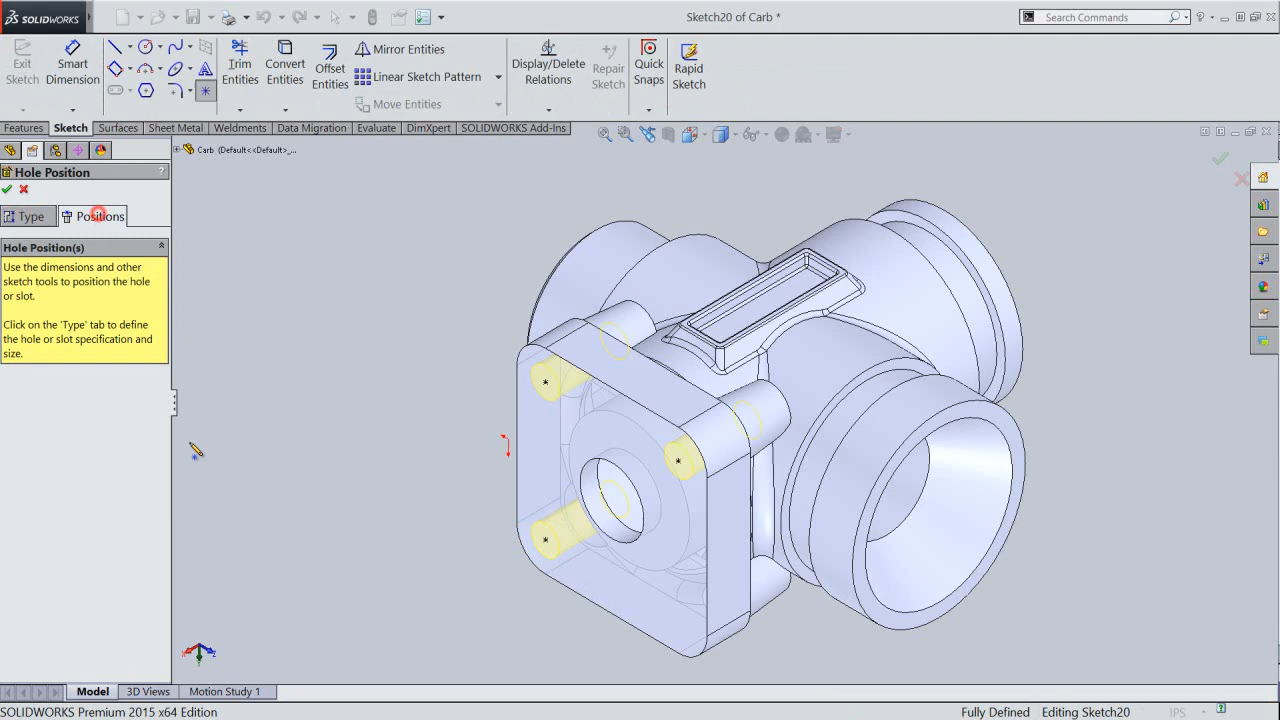 SOLIDWORKS
Sketch20 of Carb *
Search Commands
Exit Sketch
Smart Dimension
Trim Entities
Convert Entities
Offset Entities
Mirror Entities
Linear Sketch Pattern
Move Entities
Display/Delete Relations
Repair Sketch
Quick Snaps
Rapid Sketch
Features
Sketch
Surfaces
Sheet Metal
Weldments
Data Migration
Evaluate
DimXpert
SOLIDWORKS Add-Ins
Carb (Default<<Default>_...
Hole Position
?
Type
Positions
Hole Position(s)
Use the dimensions and other
sketch tools to position the hole
or slot.
Click on the 'Type' tab to define
the hole or slot specification and
size.
Model
3D Views
Motion Study 1
SOLIDWORKS Premium 2015 x64 Edition
Fully Defined
Editing Sketch20
IPS